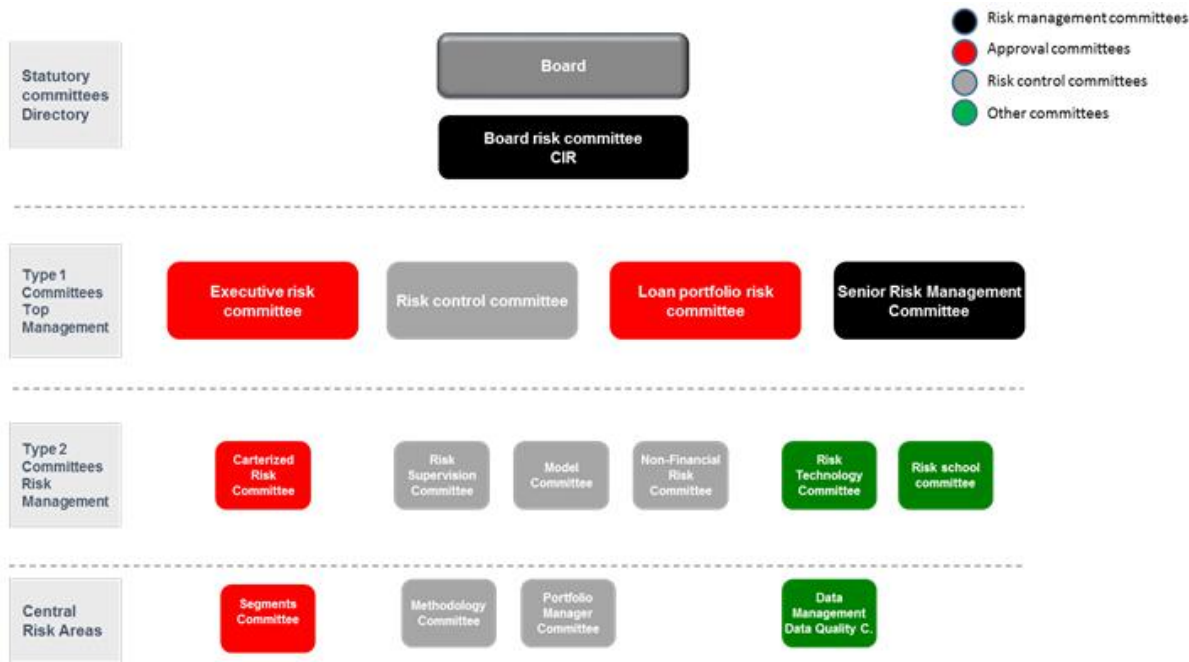 Risk management committees
Approval committees
Risk control committees
Other committees
Statutory
committees
Directory
Board
Board risk committee
CIR
Type 1
Committees
Top
Management
Executive risk
committee
Risk control committee
Loan portfolio risk
committee
Senior Risk Management
Committee
Type 2
Committees
Risk
Management
Carterized
Risk
Committee
Risk
Supervision
Committee
Model
Committee
Non-Financial
Risk
Committee
Risk
Technology
Committee
Risk school
committee
Central
Risk Areas
Segments
Committee
Methodology
Committee
Portfolio
Manager
Committee
Data
Management
Data Quality C.